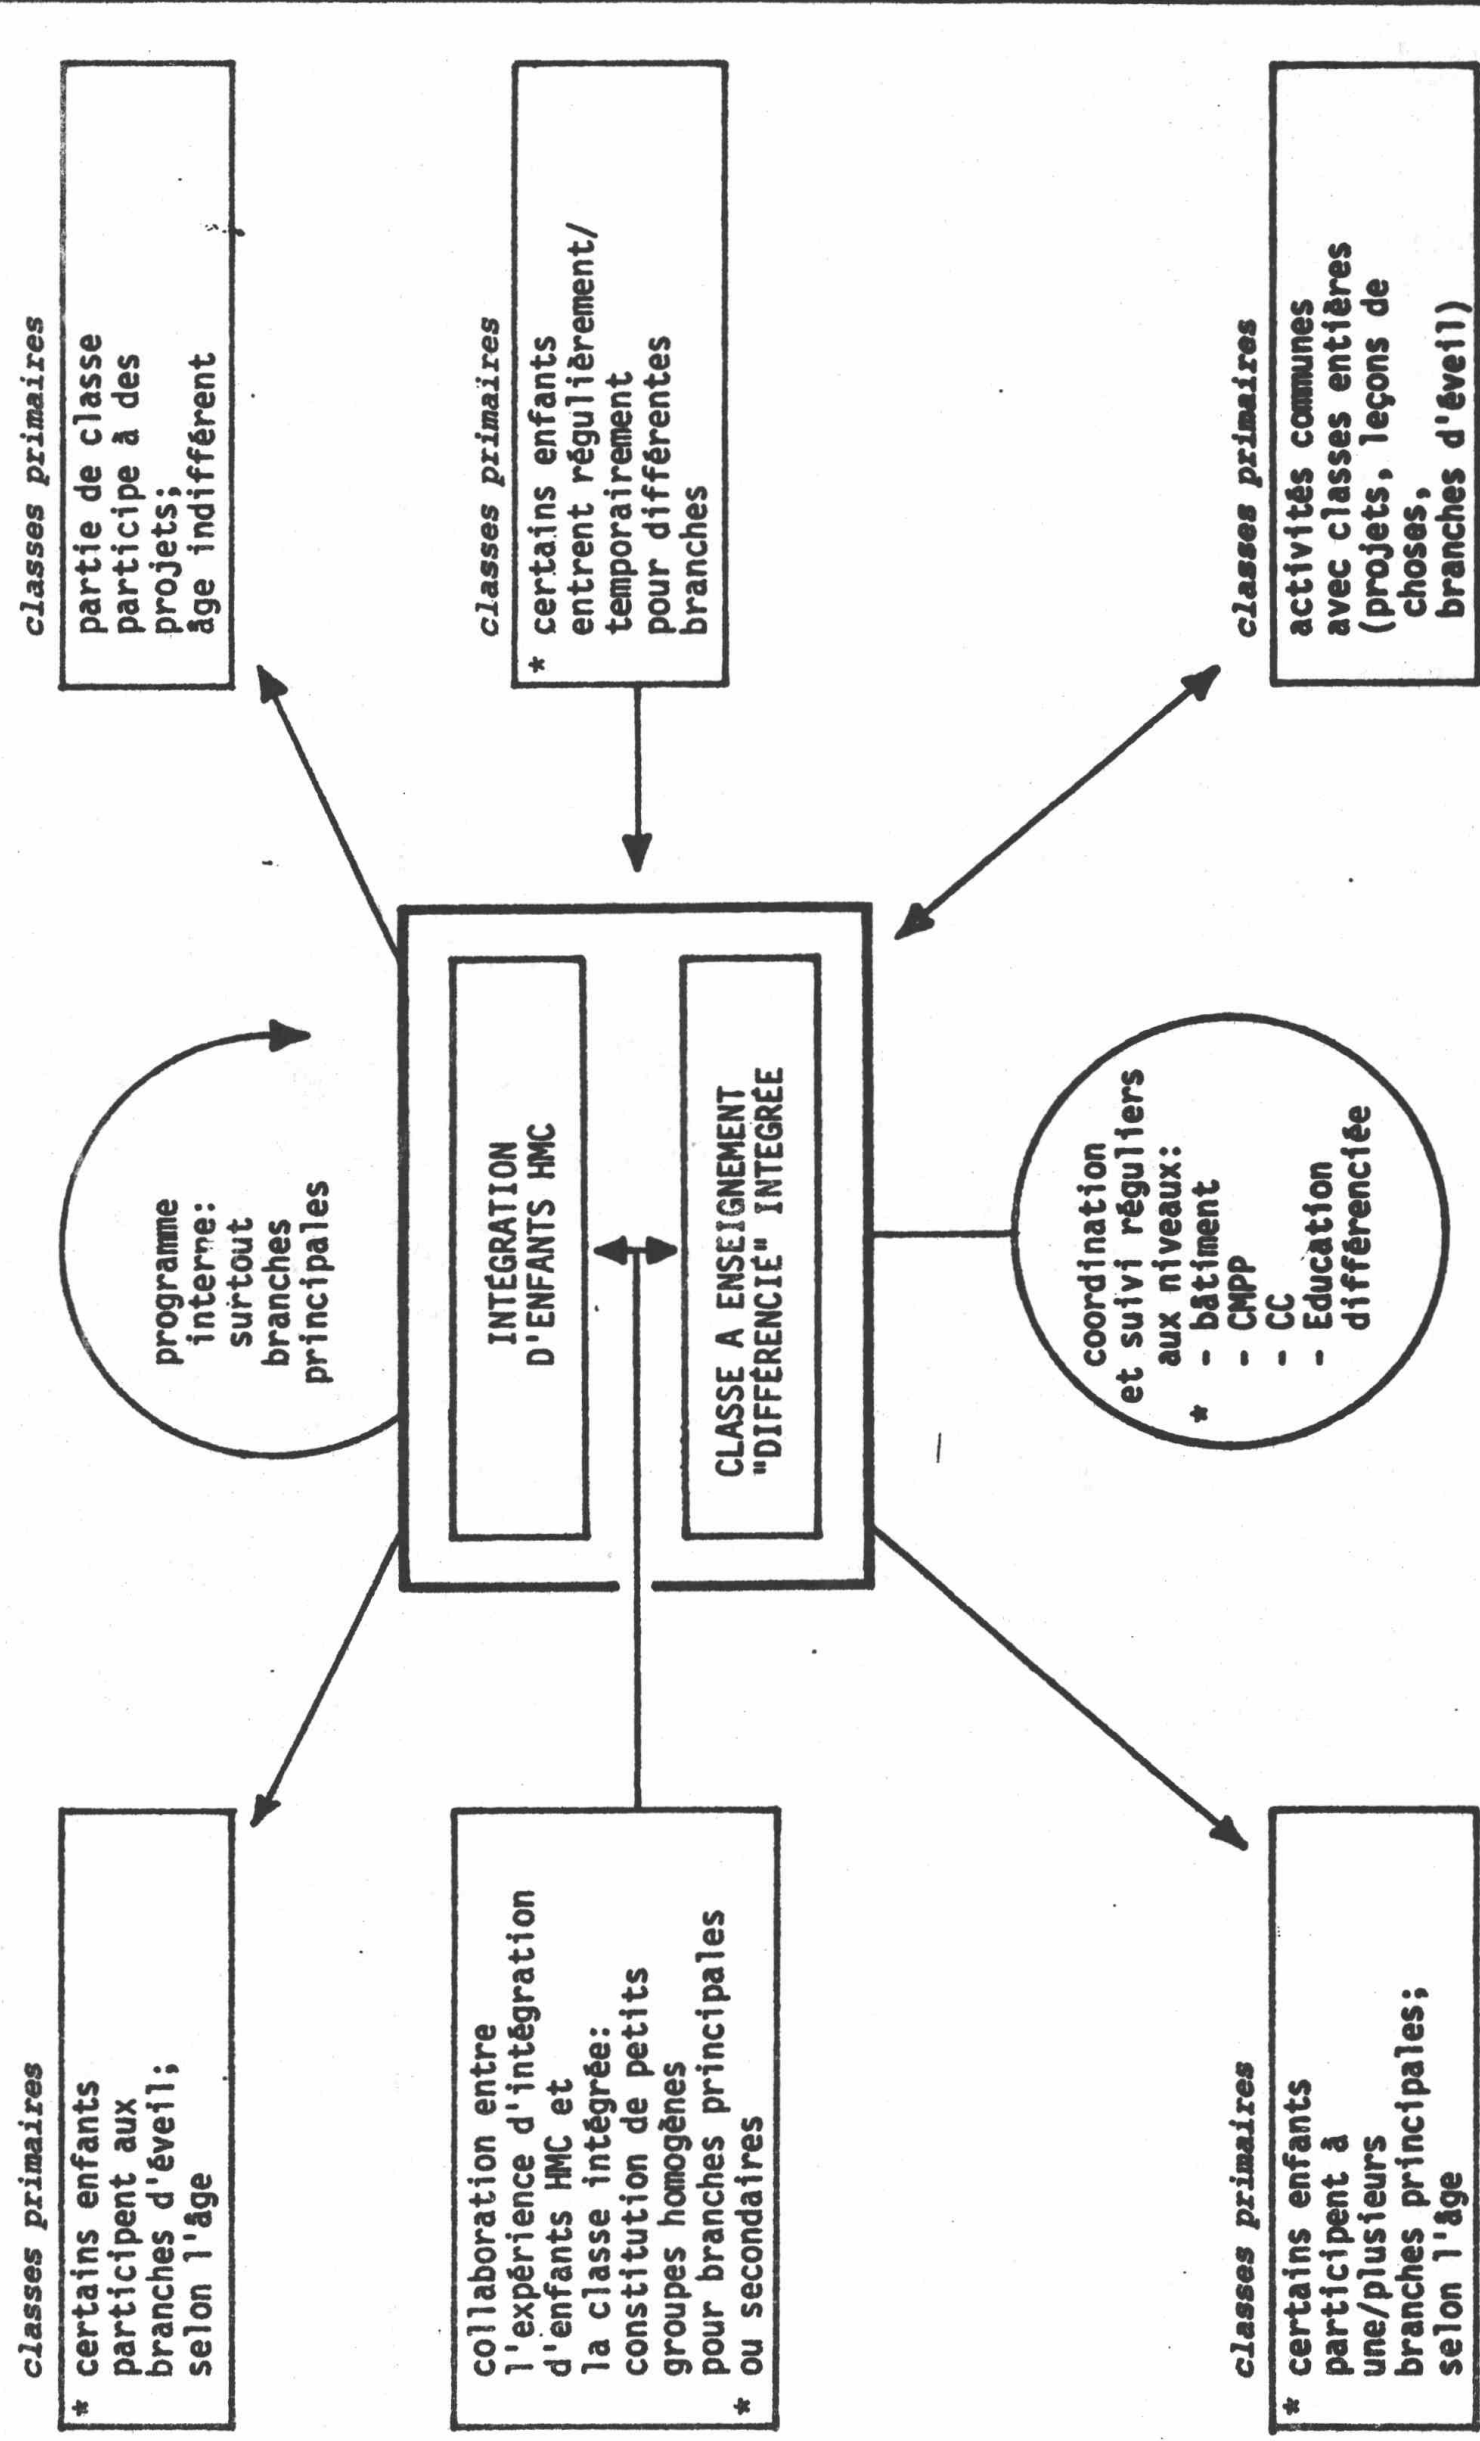 classes primaires
* certains enfants
participent aux
branches d'éveil;
selon l'âge
programme
interne:
surtout
branches
principales
classes primaires
partie de classe
participe à des
projets;
âge indifférent
collaboration entre
l'expérience d'intégration
d'enfants HMC et
la classe intégrée:
constitution de petits
groupes homogènes
pour branches principales
* ou secondaires
INTÉGRATION
D'ENFANTS HMC
CLASSE A ENSEIGNEMENT
"DIFFÉRENCIÉ" INTEGRÉE
classes primaires
* certains enfants
entrent régulièrement/
temporairement
pour différentes
branches
classes primaires
* certains enfants
participent à
une/plusieurs
branches principales;
selon l'âge
coordination
et suivi réguliers
aux niveaux:
* - bâtiment
- CMPP
- CC
- Education
différenciée
classes primaires
activités communes
avec classes entières
(projets, leçons de
choses,
branches d'éveil)